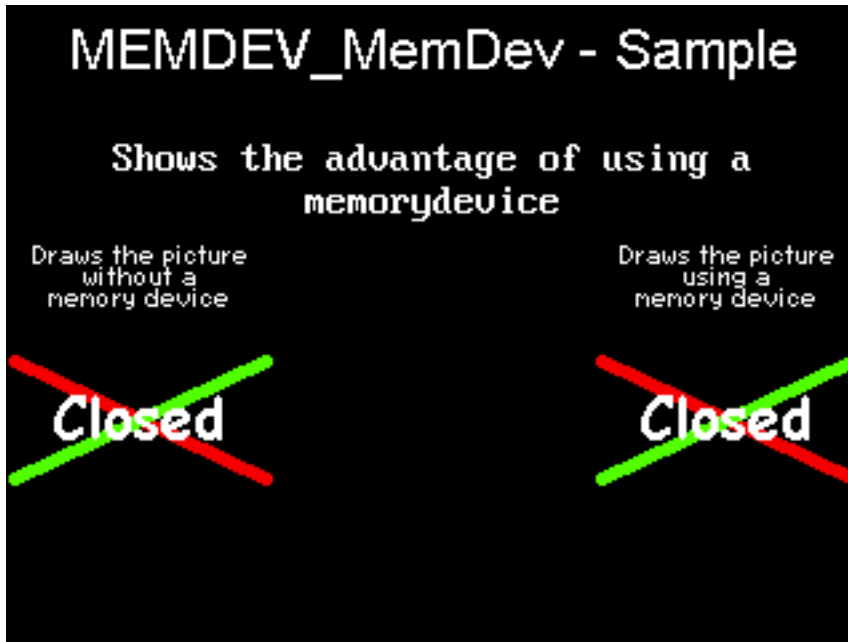 MEMDEV_MemDev - Sample
Shows the advantage of using a
memorydevice
Draws the picture
without a
memory device
Draws the picture
using a
memory device
Closed
Closed